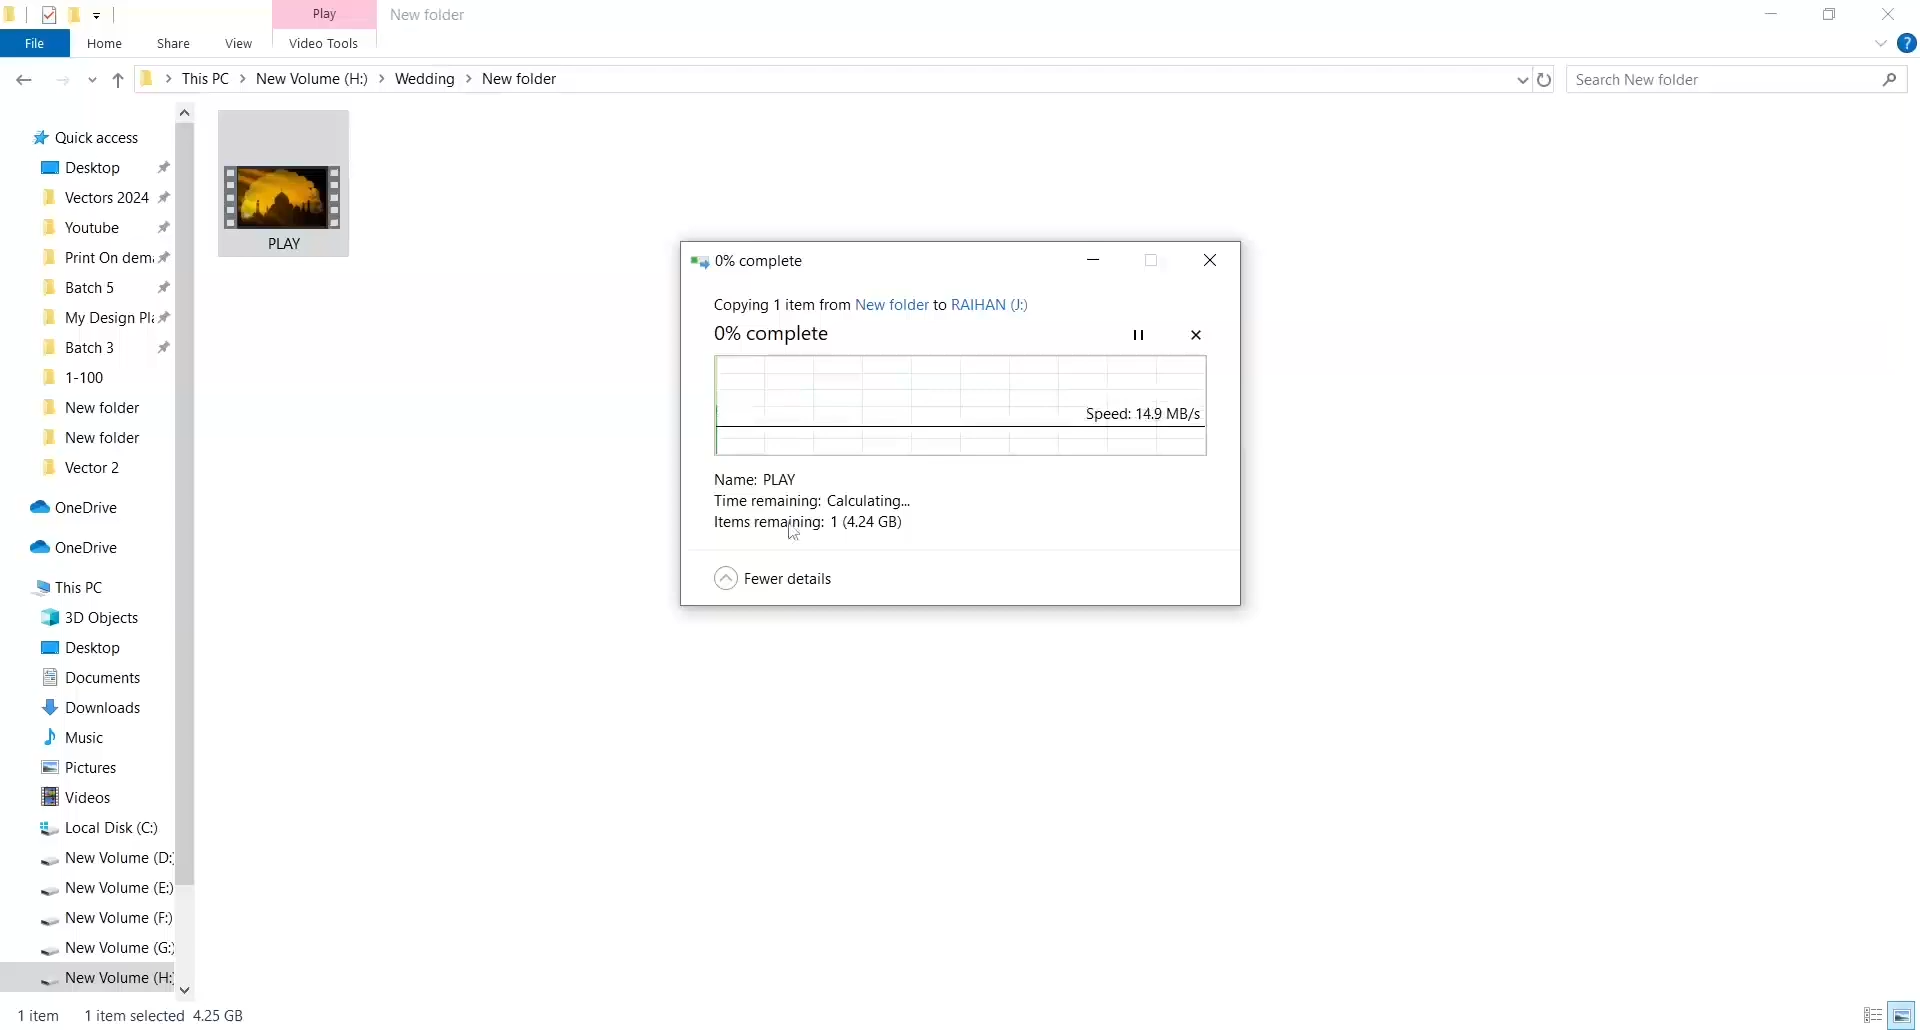 Play
New folder
File
Home
Share
View
Video Tools
?
This PC
New Volume (H:)
Wedding
New folder
Search New folder
Quick access
Desktop
Vectors 2024
Youtube
Print On dem
Batch 5
My Design Pl
Batch 3
1-100
New folder
New folder
Vector 2
OneDrive
OneDrive
This PC
3D Objects
Desktop
Documents
Downloads
Music
Pictures
Videos
Local Disk (C:)
New Volume (D:
New Volume (E:)
New Volume (F:)
New Volume (G:)
New Volume (H:
PLAY
0% complete
Copying 1 item from New folder to RAIHAN (J:)
0% complete
Speed: 14.9 MB/s
Name: PLAY
Time remaining: Calculating...
Items remaining: 1 (4.24 GB)
Fewer details
1 item
1 item selected 4.25 GB